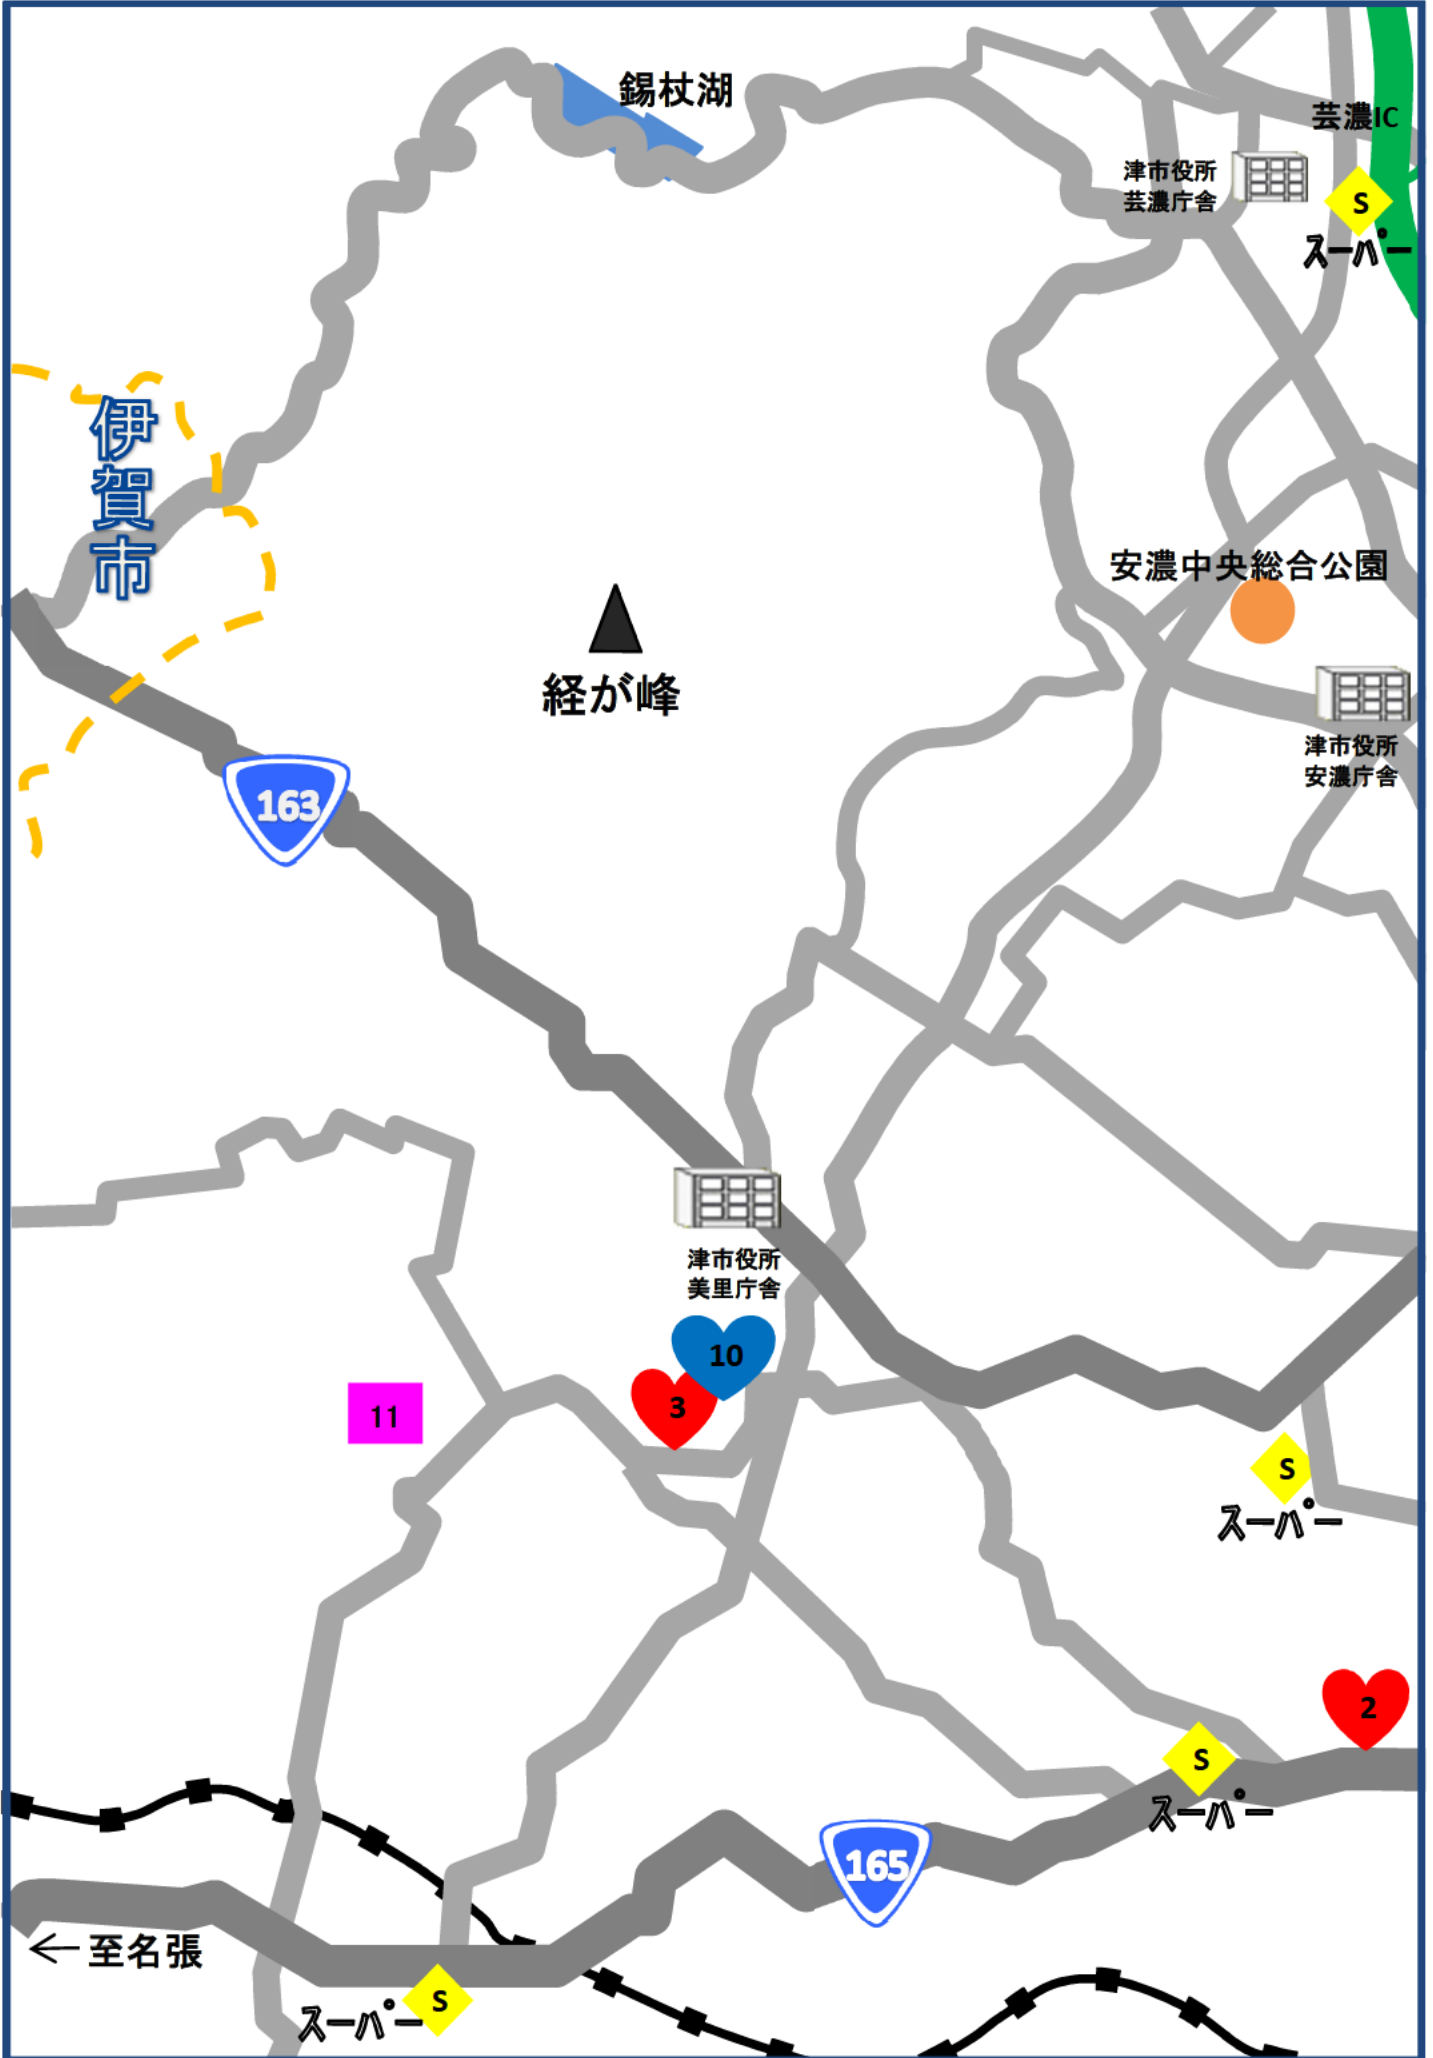 錫杖湖
芸濃IC
津市役所
芸濃庁舎
S
スーパー
伊賀市
安濃中央総合公園
経が峰
津市役所
安濃庁舎
163
津市役所
美里庁舎
10
3
11
S
スーパー
2
S
スーパー
165
←至名張
S
スーパー